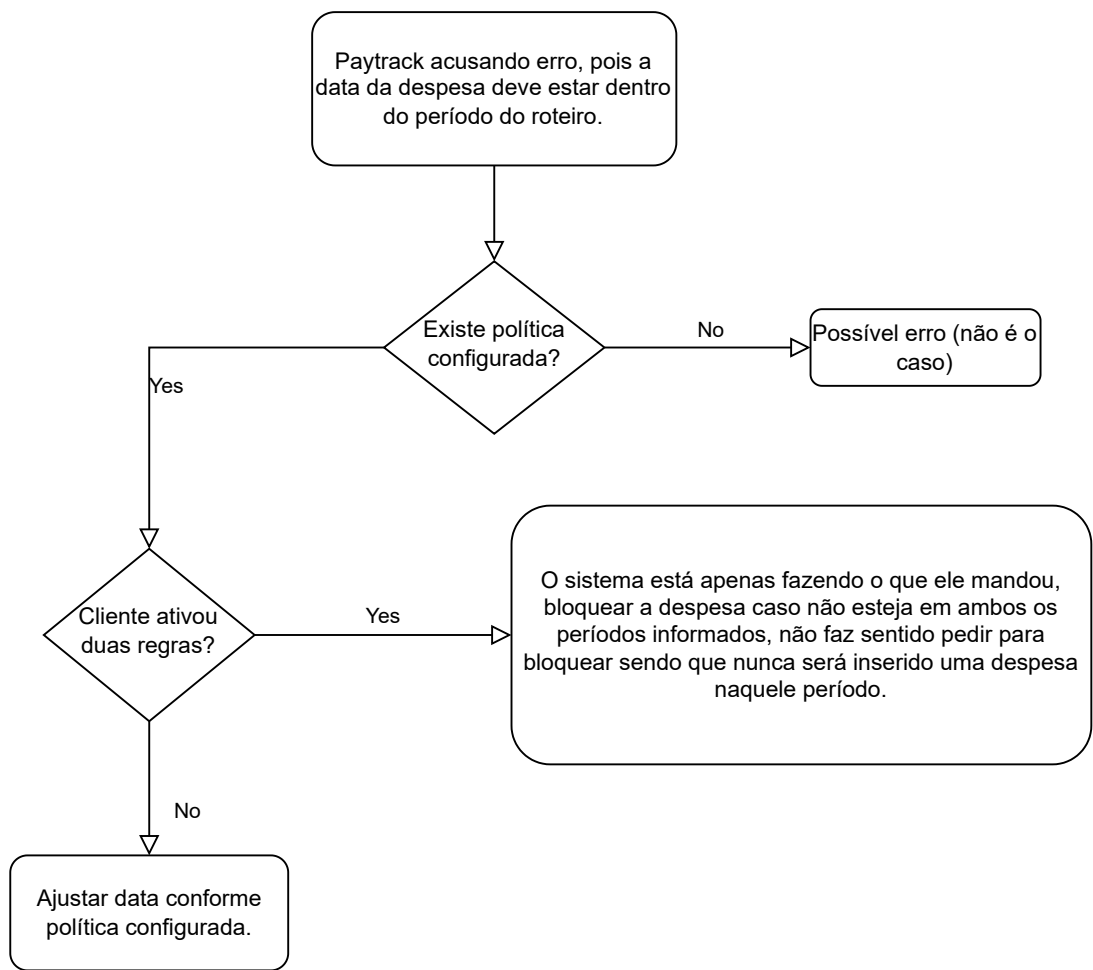 Paytrack acusando erro, pois a
data da despesa deve estar dentro
do período do roteiro.
Existe política
configurada?
No
Possível erro (não é o
caso)
Yes
Cliente ativou
duas regras?
Yes
O sistema está apenas fazendo o que ele mandou,
bloquear a despesa caso não esteja em ambos os
períodos informados, não faz sentido pedir para
bloquear sendo que nunca será inserido uma despesa
naquele período.
No
Ajustar data conforme
política configurada.